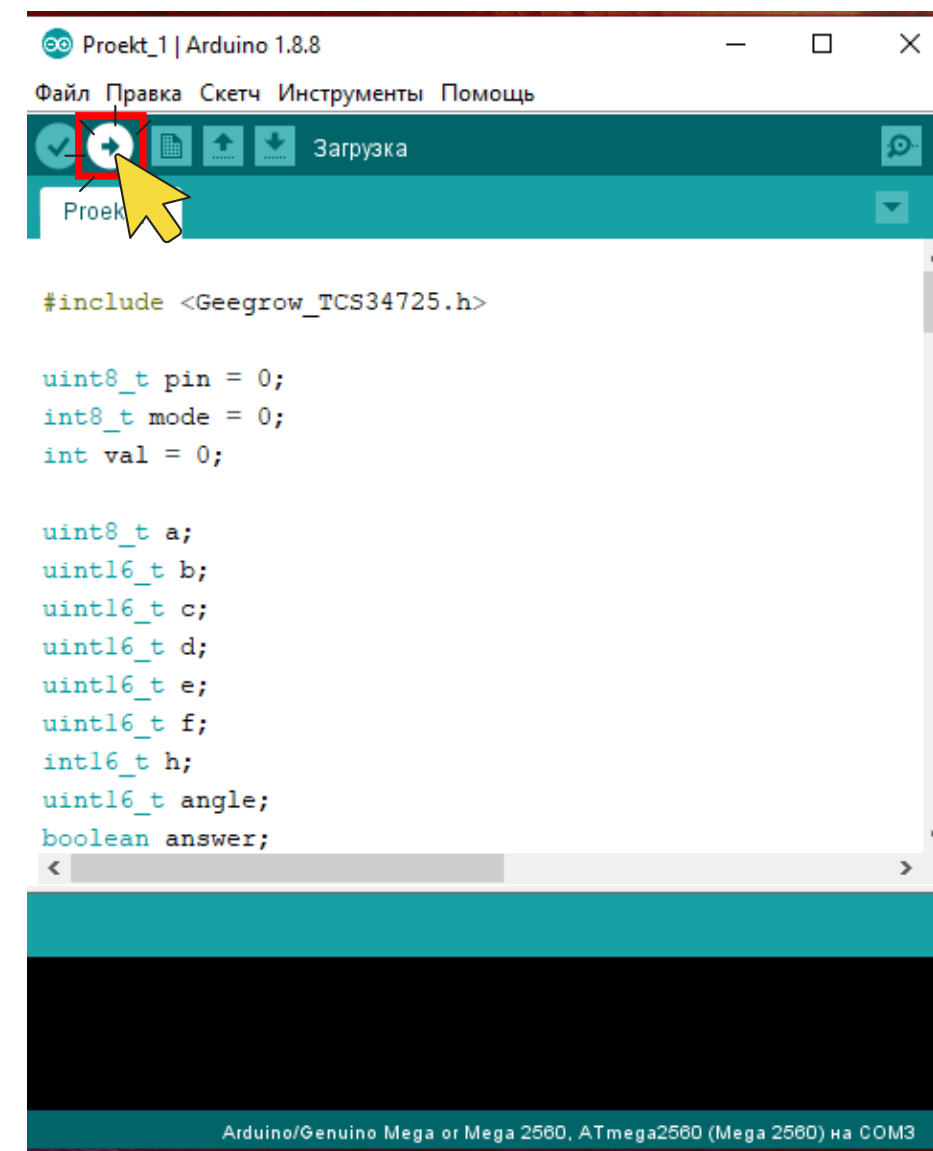 Proekt_1 | Arduino 1.8.8
Файл Правка Скетч Инструменты Помощь
Загрузка
#include <Geegrow_TCS34725.h>
uint8_t pin = 0;
int8_t mode = 0;
int val = 0;
uint8_t a;
uint16_t b;
uint16_t c;
uint16_t d;
uint16_t e;
uint16_t f;
int16_t h;
uint16_t angle;
boolean answer;
Arduino/Genuino Mega or Mega 2560, ATmega2560 (Mega 2560) на COM3